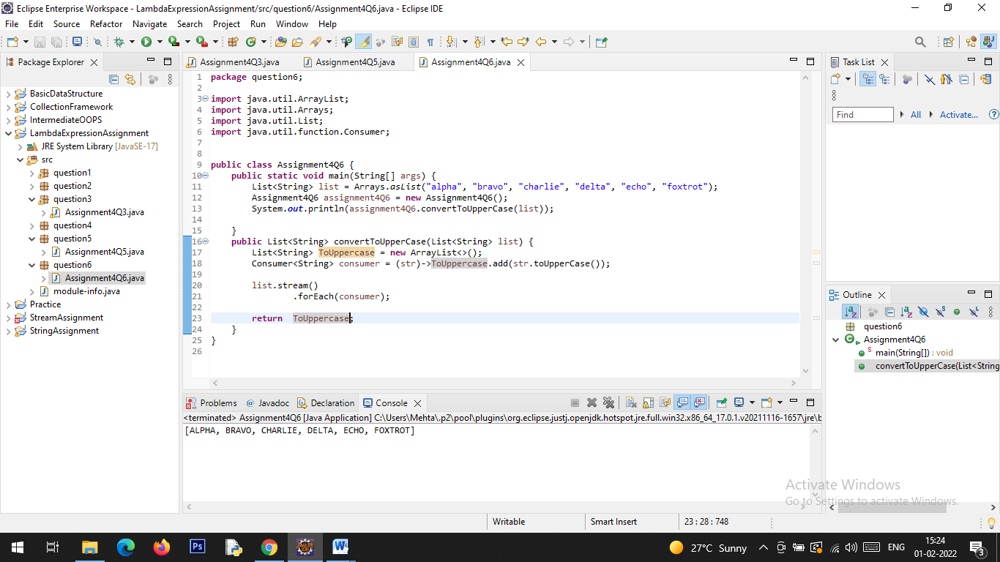 Eclipse Enterprise Workspace - LambdaExpressionAssignment/src/question6/Assignment4Q6.java - Eclipse IDE
File Edit Source Refactor Navigate Search Project Run Window Help
Package Explorer
BasicDataStructure
CollectionFramework
IntermediateOOPS
LambdaExpressionAssignment
JRE System Library [JavaSE-17]
src
question1
question2
question3
Assignment4Q3.java
question4
question5
Assignment4Q5.java
question6
Assignment4Q6.java
module-info.java
Practice
StreamAssignment
StringAssignment
Assignment4Q3.java Assignment4Q5.java Assignment4Q6.java
1 package question6;
2
3 import java.util.ArrayList;
4 import java.util.Arrays;
5 import java.util.List;
6 import java.util.function.Consumer;
7
8
9 public class Assignment4Q6 {
10 public static void main(String[] args) {
11 List<String> list = Arrays.asList("alpha", "bravo", "charlie", "delta", "echo", "foxtrot");
12 Assignment4Q6 assignment4Q6 = new Assignment4Q6();
13 System.out.println(assignment4Q6.convertToUpperCase(list));
14
15 }
16 public List<String> convertToUpperCase(List<String> list) {
17 List<String> ToUppercase = new ArrayList<>();
18 Consumer<String> consumer = (str)->ToUppercase.add(str.toUpperCase());
19
20 list.stream()
21 .forEach(consumer);
22
23 return ToUppercase;
24 }
25 }
26
Problems @ Javadoc Declaration Console
<terminated> Assignment4Q6 [Java Application] C:\Users\Mehta\.p2\pool\plugins\org.eclipse.justj.openjdk.hotspot.jre.full.win32.x86_64_17.0.1.v20211116-1657\jre\b
[ALPHA, BRAVO, CHARLIE, DELTA, ECHO, FOXTROT]
Task List
Find All Activate...
Outline
question6
Assignment4Q6
main(String[]) : void
convertToUpperCase(List<String
Activate Windows
Go to Settings to activate Windows.
Writable Smart Insert 23 : 28 : 748
27°C Sunny ENG 15:24
01-02-2022
3